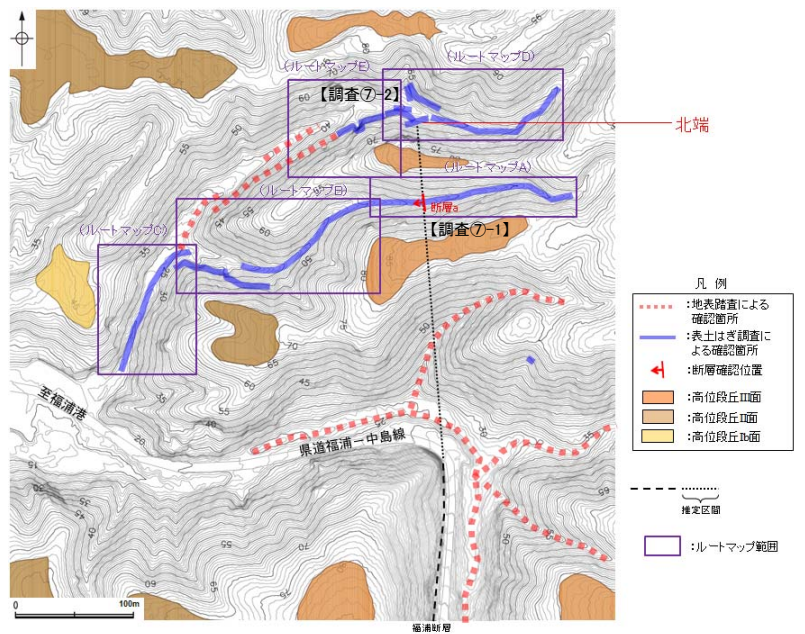 (ルートマップE)
(ルートマップD)
【調査⑦-2】
北端
(ルートマップA)
(ルートマップB)
断層a
【調査⑦-1】
(ルートマップC)
至福浦港
県道福浦－中島線
凡 例
:地表踏査による
確認箇所
:表土はぎ調査に
よる確認箇所
:断層確認位置
:高位段丘Ⅲ面
:高位段丘Ⅱ面
:高位段丘Ⅰb面
推定区間
:ルートマップ範囲
0 100m
福浦断層